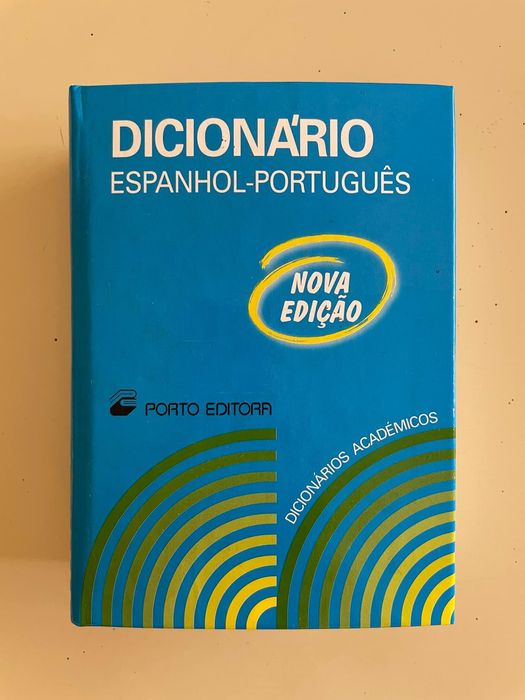 DICIONÁRIO
ESPANHOL-PORTUGUÊS
NOVA
EDIÇÃO
PORTO EDITORA
DICIONÁRIOS ACADÉMICOS